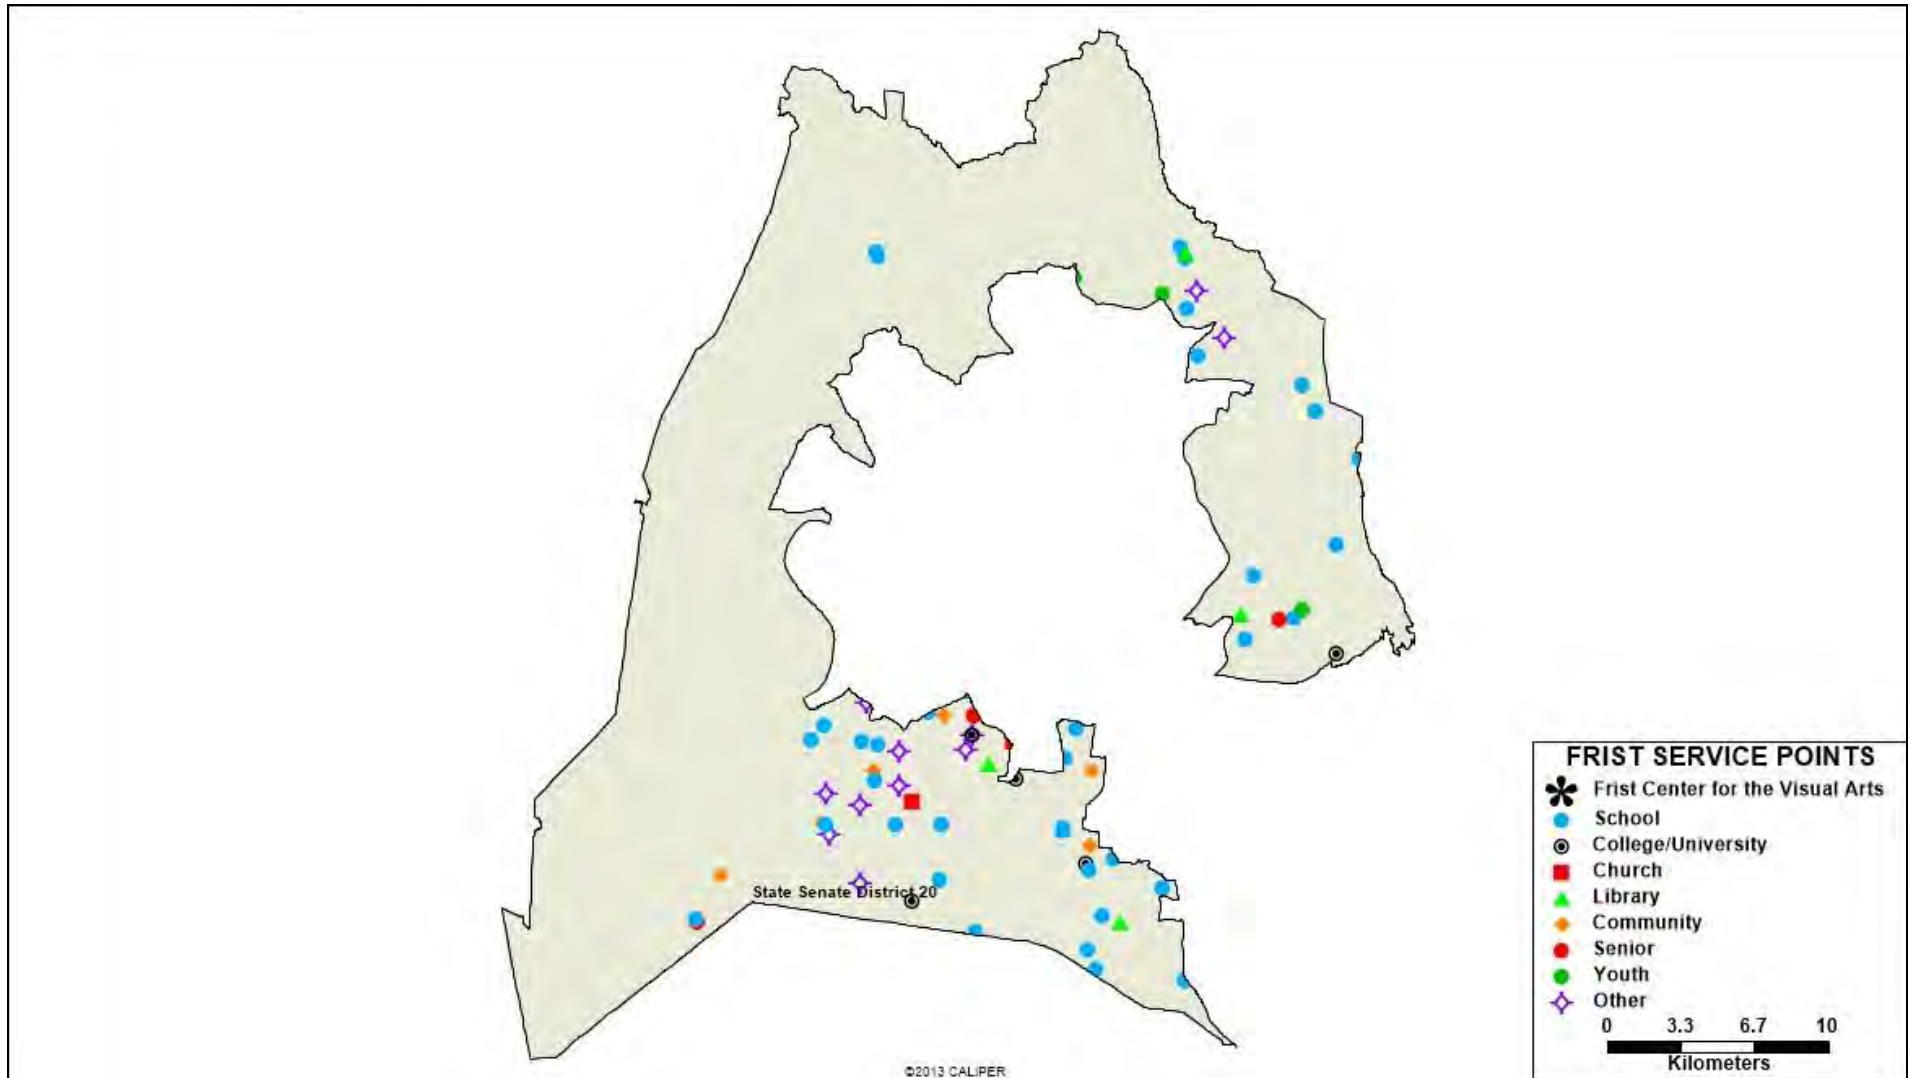 State Senate District 20
©2013 CALIPER
FRIST SERVICE POINTS
Frist Center for the Visual Arts
School
College/University
Church
Library
Community
Senior
Youth
Other
0 3.3 6.7 10
Kilometers